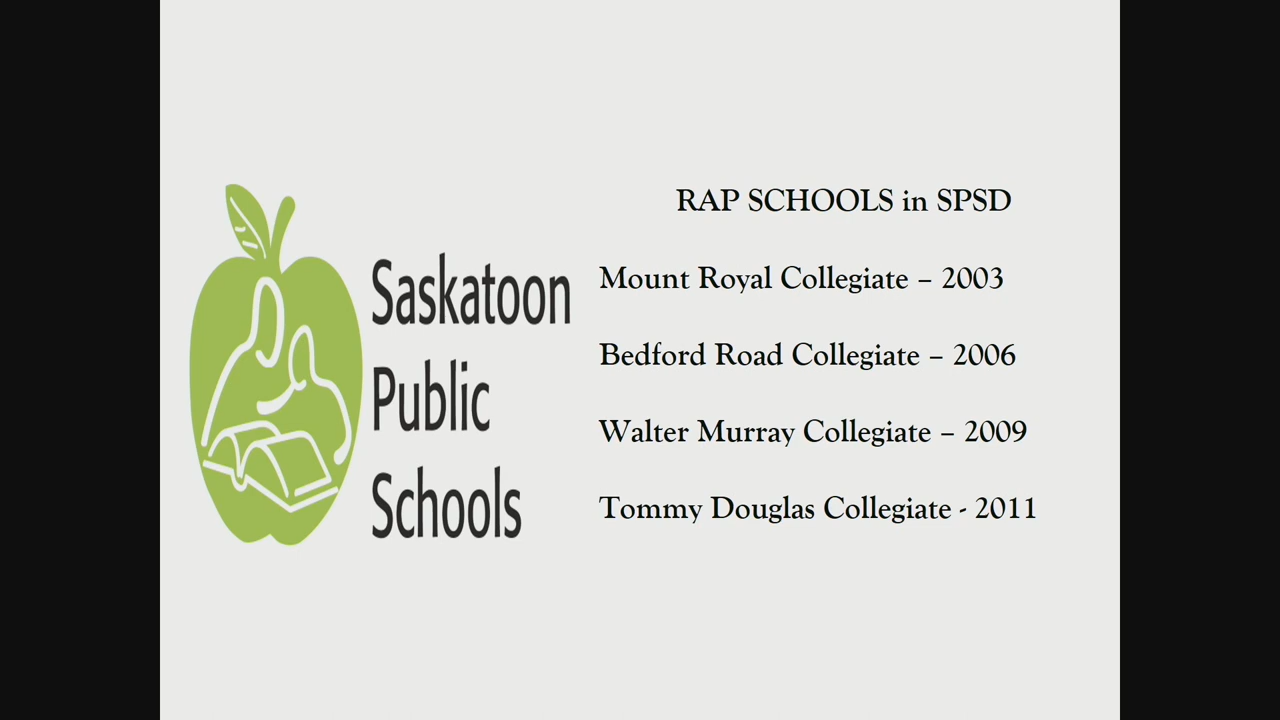 Saskatoon
Public
Schools
RAP SCHOOLS in SPSD
Mount Royal Collegiate – 2003
Bedford Road Collegiate – 2006
Walter Murray Collegiate – 2009
Tommy Douglas Collegiate - 2011